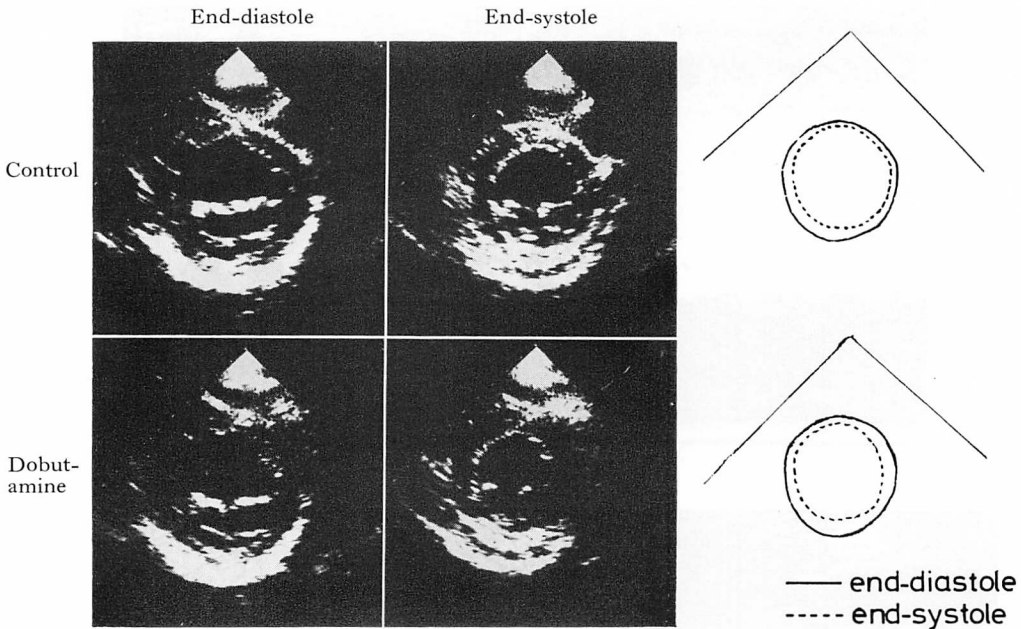 End-diastole
End-systole
Control
Dobut-
amine
end-diastole
end-systole